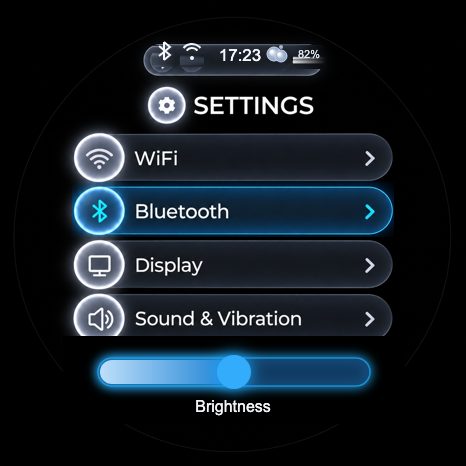 17:23 82%
SETTINGS
WiFi
Bluetooth
Display
Sound & Vibration
Brightness